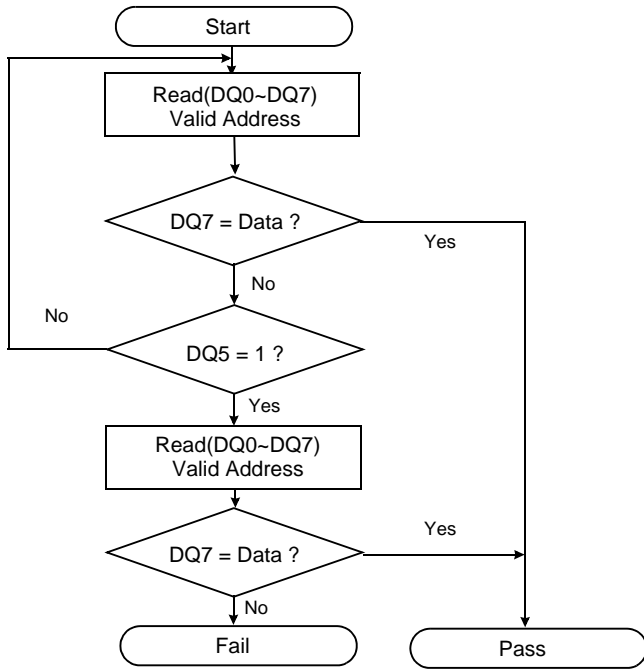 Start
Read(DQ0~DQ7)
Valid Address
DQ7 = Data ?
Yes
No
No
DQ5 = 1 ?
Yes
Read(DQ0~DQ7)
Valid Address
DQ7 = Data ?
Yes
No
Fail
Pass